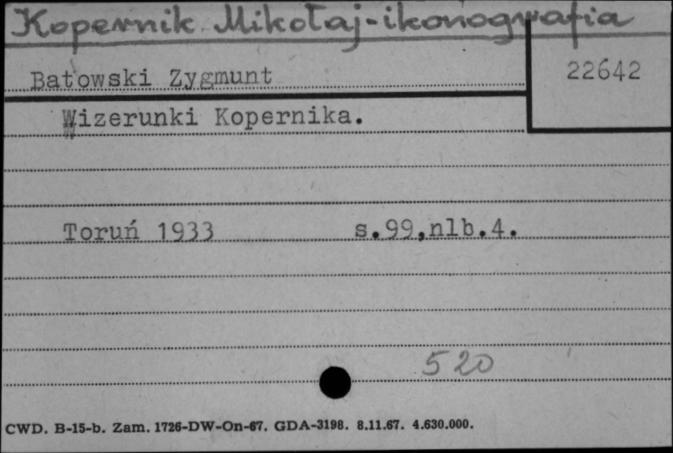 Kopernik Mikołaj-ikonografia
Batowski Zygmunt
22642
Wizerunki Kopernika.
Toruń 1933 s.99,nlb.4.
520
CWD. B-15-b. Zam. 1726-DW-On-67. GDA-3198. 8.11.67. 4.630.000.